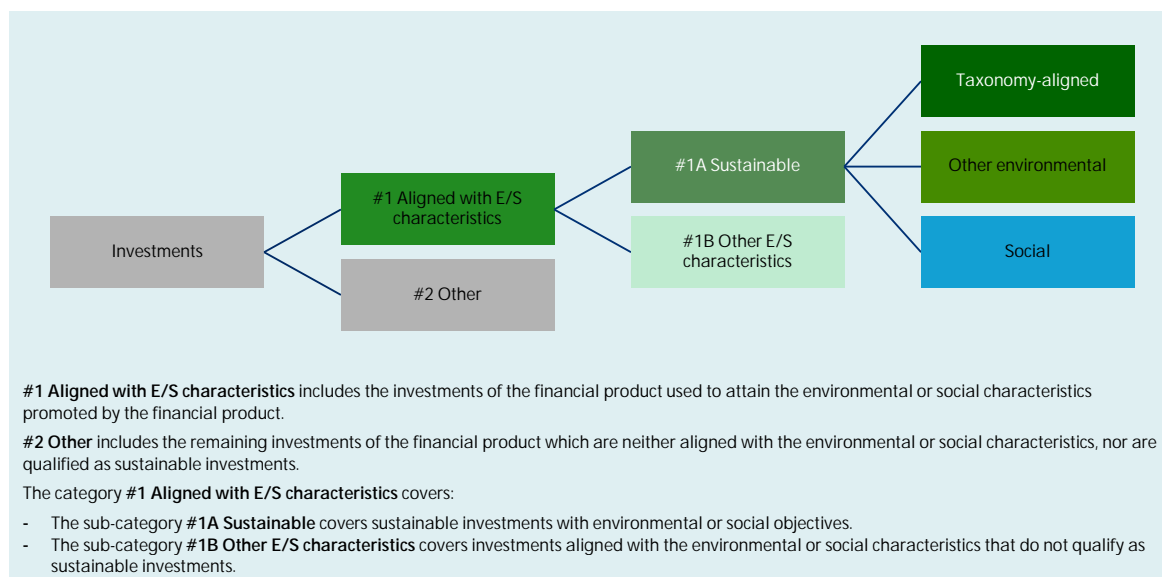 Taxonomy-aligned
#1A Sustainable
Other environmental
#1 Aligned with E/S
characteristics
Investments
#1B Other E/S
characteristics
Social
#2 Other
#1 Aligned with E/S characteristics includes the investments of the financial product used to attain the environmental or social characteristics
promoted by the financial product.
#2 Other includes the remaining investments of the financial product which are neither aligned with the environmental or social characteristics, nor are
qualified as sustainable investments.
The category #1 Aligned with E/S characteristics covers:
- The sub-category #1A Sustainable covers sustainable investments with environmental or social objectives.
- The sub-category #1B Other E/S characteristics covers investments aligned with the environmental or social characteristics that do not qualify as
sustainable investments.